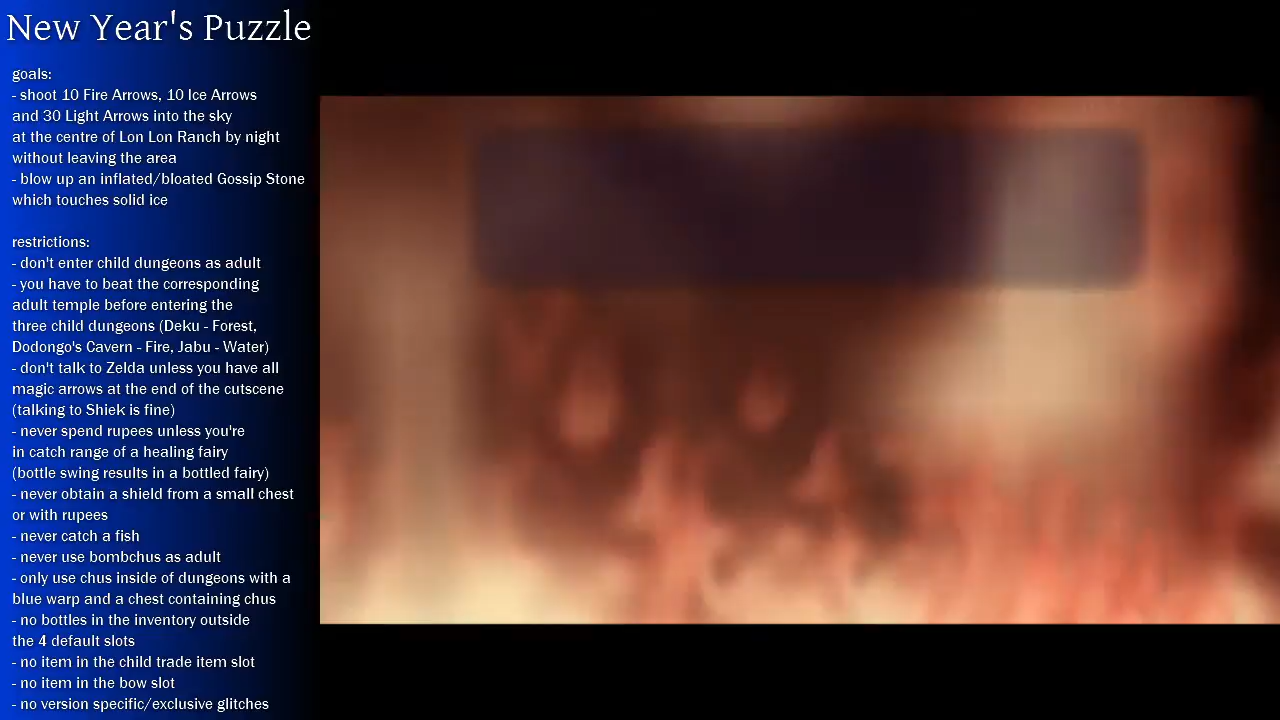 New Year's Puzzle
goals:
- shoot 10 Fire Arrows, 10 Ice Arrows
and 30 Light Arrows into the sky
at the centre of Lon Lon Ranch by night
without leaving the area
- blow up an inflated/bloated Gossip Stone
which touches solid ice
restrictions:
- don't enter child dungeons as adult
- you have to beat the corresponding
adult temple before entering the
three child dungeons (Deku - Forest,
Dodongo's Cavern - Fire, Jabu - Water)
- don't talk to Zelda unless you have all
magic arrows at the end of the cutscene
(talking to Shiek is fine)
- never spend rupees unless you're
in catch range of a healing fairy
(bottle swing results in a bottled fairy)
- never obtain a shield from a small chest
or with rupees
- never catch a fish
- never use bombchus as adult
- only use chus inside of dungeons with a
blue warp and a chest containing chus
- no bottles in the inventory outside
the 4 default slots
- no item in the child trade item slot
- no item in the bow slot
- no version specific/exclusive glitches